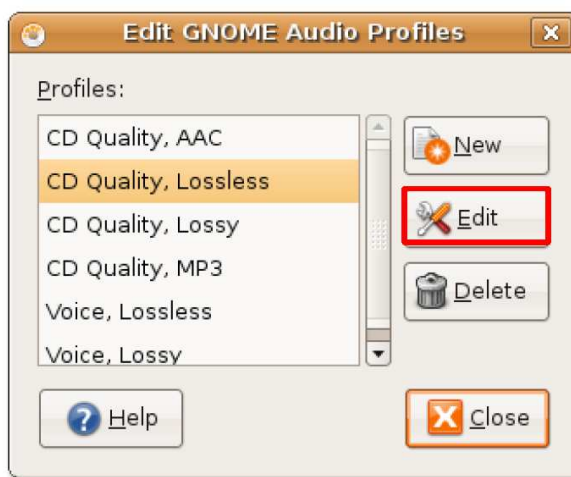 Edit GNOME Audio Profiles
Profiles:
CD Quality, AAC
CD Quality, Lossless
CD Quality, Lossy
CD Quality, MP3
Voice, Lossless
Voice, Lossy
New
Edit
Delete
Help
Close